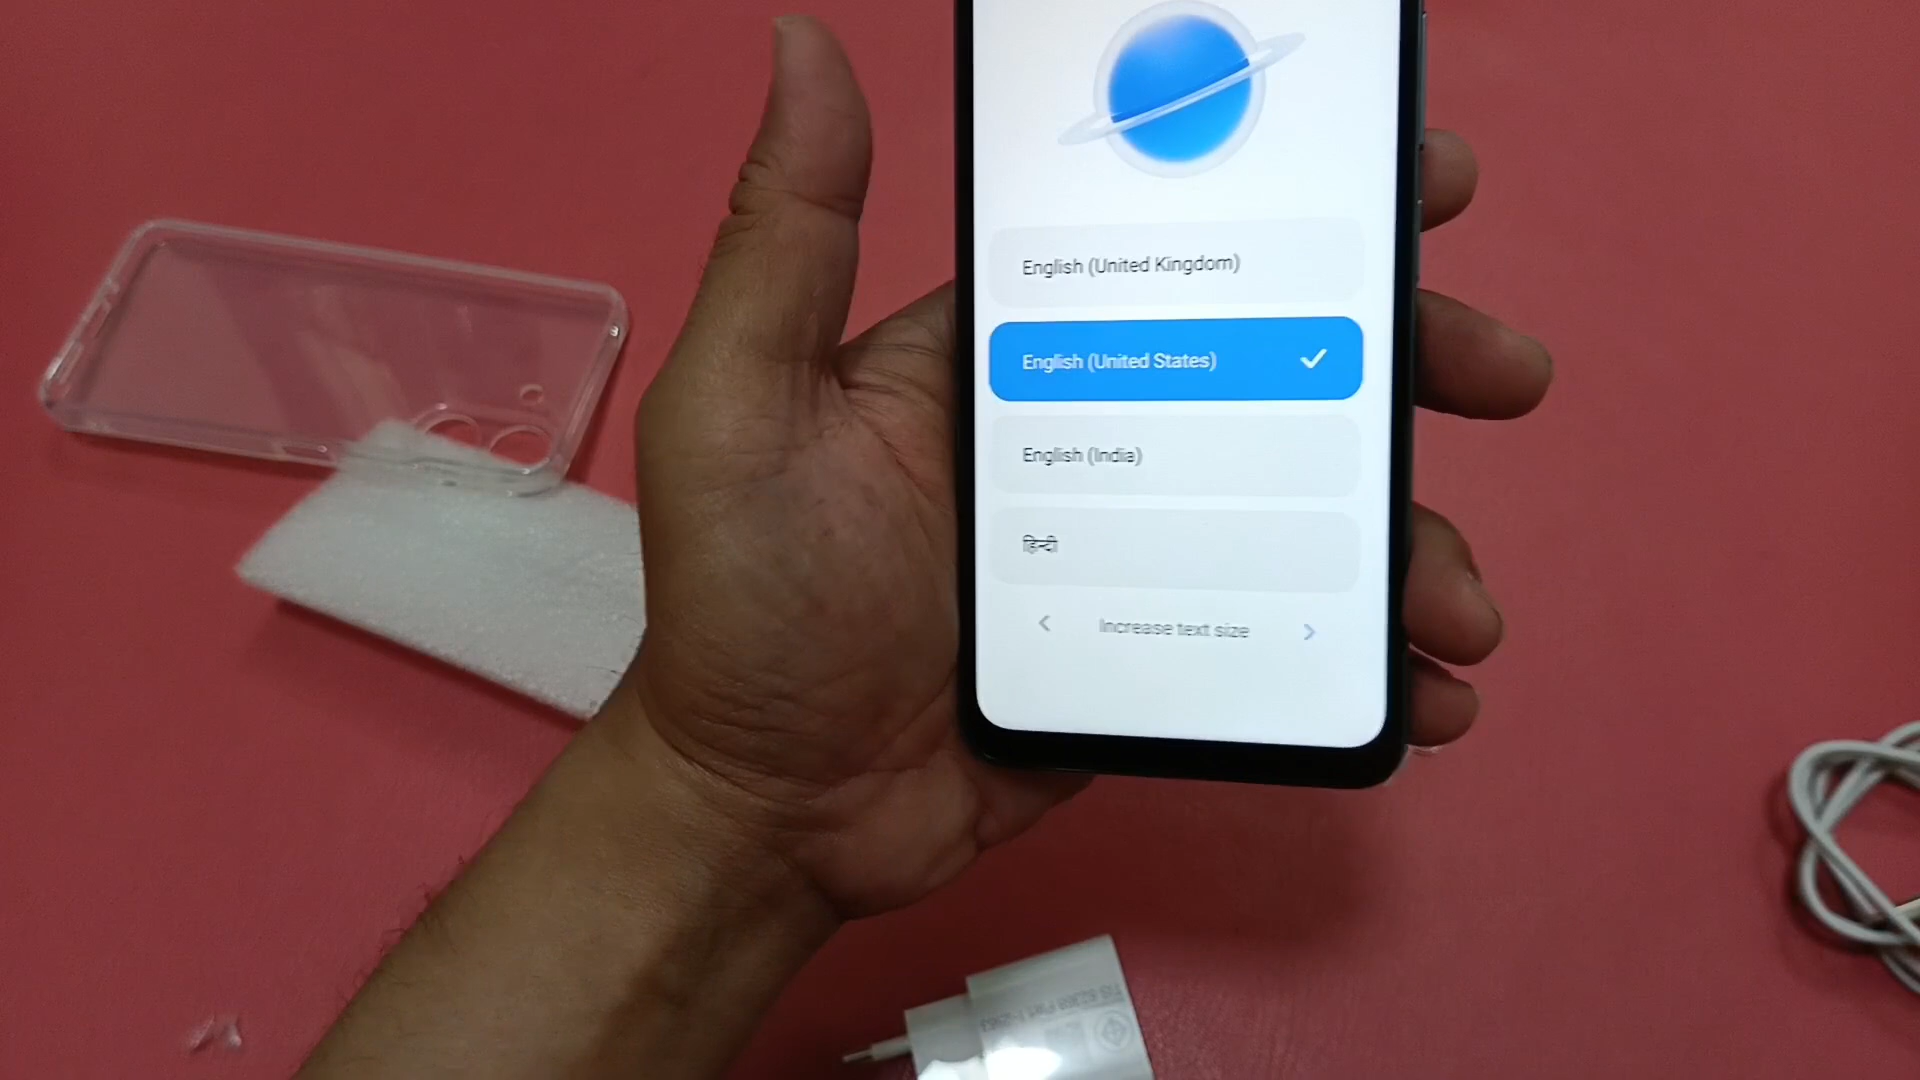 English (United Kingdom)
English (United States)
English (India)
हिन्दी
Increase text size